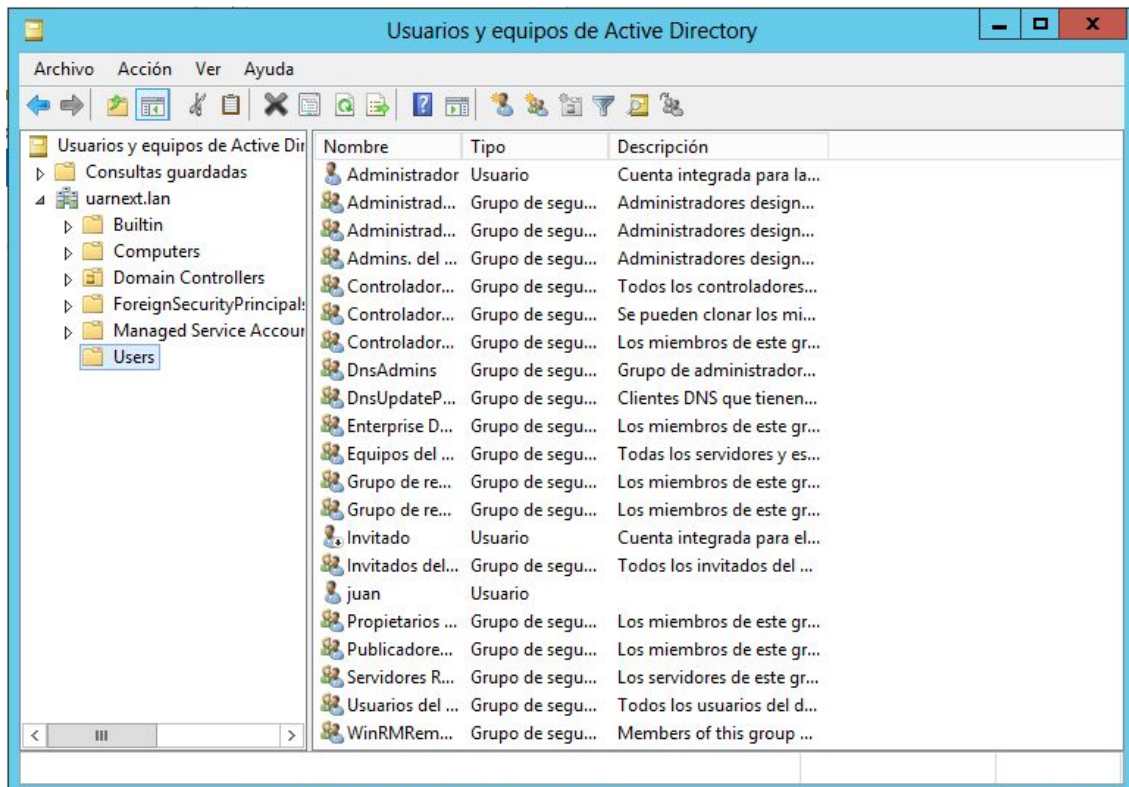 Usuarios y equipos de Active Directory
Archivo Acción Ver Ayuda
Usuarios y equipos de Active Dir
Consultas guardadas
uarnext.lan
Builtin
Computers
Domain Controllers
ForeignSecurityPrincipals
Managed Service Accour
Users
Nombre Tipo Descripción
Administrador Usuario Cuenta integrada para la...
Administrad... Grupo de segu... Administradores design...
Administrad... Grupo de segu... Administradores design...
Admins. del ... Grupo de segu... Administradores design...
Controlador... Grupo de segu... Todos los controladores...
Controlador... Grupo de segu... Se pueden clonar los mi...
Controlador... Grupo de segu... Los miembros de este gr...
DnsAdmins Grupo de segu... Grupo de administrador...
DnsUpdateP... Grupo de segu... Clientes DNS que tienen...
Enterprise D... Grupo de segu... Los miembros de este gr...
Equipos del ... Grupo de segu... Todas los servidores y es...
Grupo de re... Grupo de segu... Los miembros de este gr...
Grupo de re... Grupo de segu... Los miembros de este gr...
Invitado Usuario Cuenta integrada para el...
Invitados del... Grupo de segu... Todos los invitados del ...
juan Usuario
Propietarios ... Grupo de segu... Los miembros de este gr...
Publicadore... Grupo de segu... Los miembros de este gr...
Servidores R... Grupo de segu... Los servidores de este gr...
Usuarios del ... Grupo de segu... Todos los usuarios del d...
WinRMRem... Grupo de segu... Members of this group ...